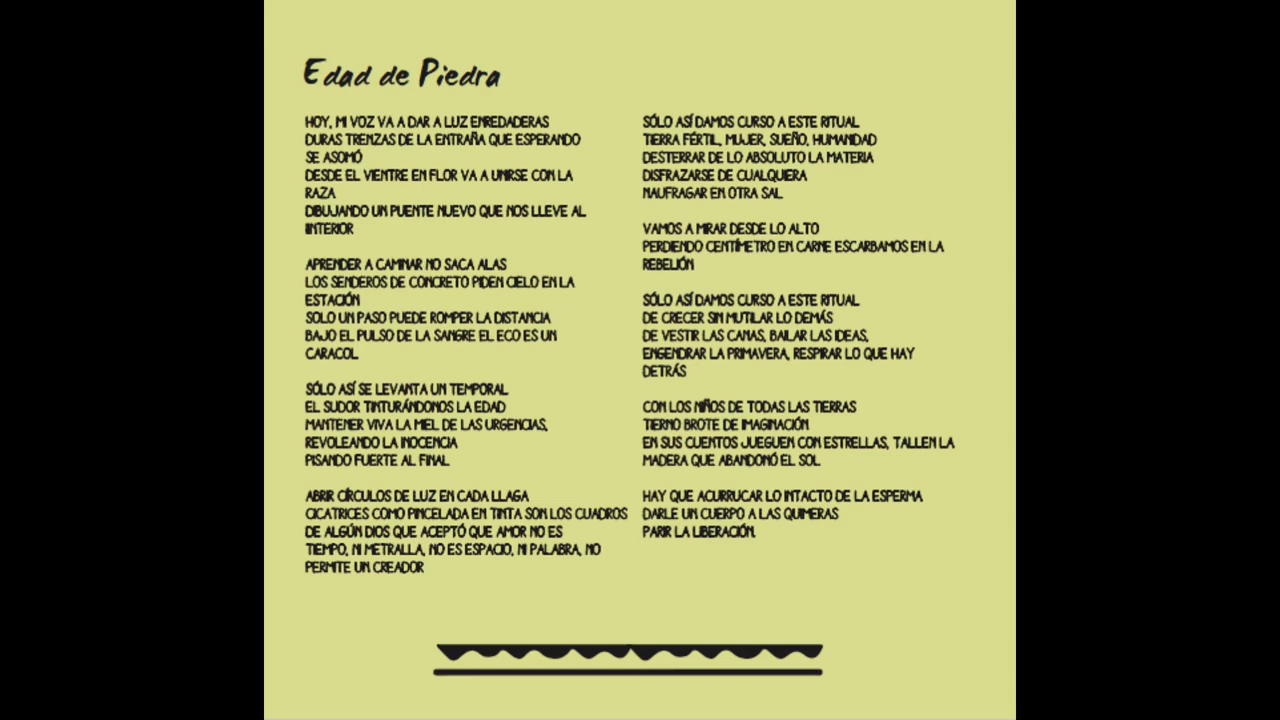 Edad de Piedra
HOY, MI VOZ VA A DAR A LUZ ENREDADERAS
DURAS TRENZAS DE LA ENTRAÑA QUE ESPERANDO
SE ASOMÓ
DESDE EL VIENTRE EN FLOR VA A UNIRSE CON LA
RAZA
DIBUJANDO UN PUENTE NUEVO QUE NOS LLEVE AL
INTERIOR
APRENDER A CAMINAR NO SACA ALAS
LOS SENDEROS DE CONCRETO PIDEN CIELO EN LA
ESTACIÓN
SOLO UN PASO PUEDE ROMPER LA DISTANCIA
BAJO EL PULSO DE LA SANGRE EL ECO ES UN
CARACOL
SÓLO ASÍ SE LEVANTA UN TEMPORAL
EL SUDOR TINTURÁNDONOS LA EDAD
MANTENER VIVA LA MIEL DE LAS URGENCIAS,
REVOLEANDO LA INOCENCIA
PISANDO FUERTE AL FINAL
ABRIR CÍRCULOS DE LUZ EN CADA LLAGA
CICATRICES COMO PINCELADA EN TINTA SON LOS CUADROS
DE ALGÚN DIOS QUE ACEPTÓ QUE AMOR NO ES
TIEMPO, NI METRALLA, NO ES ESPACIO, NI PALABRA, NO
PERMITE UN CREADOR
SÓLO ASÍ DAMOS CURSO A ESTE RITUAL
TIERRA FÉRTIL, MUJER, SUEÑO, HUMANIDAD
DESTERRAR DE LO ABSOLUTO LA MATERIA
DISFRAZARSE DE CUALQUIERA
NAUFRAGAR EN OTRA SAL
VAMOS A MIRAR DESDE LO ALTO
PERDIENDO CENTÍMETRO EN CARNE ESCARBAMOS EN LA
REBELIÓN
SÓLO ASÍ DAMOS CURSO A ESTE RITUAL
DE CRECER SIN MUTILAR LO DEMÁS
DE VESTIR LAS CANAS, BAILAR LAS IDEAS,
ENGENDRAR LA PRIMAVERA, RESPIRAR LO QUE HAY
DETRÁS
CON LOS NIÑOS DE TODAS LAS TIERRAS
TIERNO BROTE DE IMAGINACIÓN
EN SUS CUENTOS JUEGUEN CON ESTRELLAS, TALLEN LA
MADERA QUE ABANDONÓ EL SOL
HAY QUE ACURRUCAR LO INTACTO DE LA ESPERMA
DARLE UN CUERPO A LAS QUIMERAS
PARIR LA LIBERACIÓN.